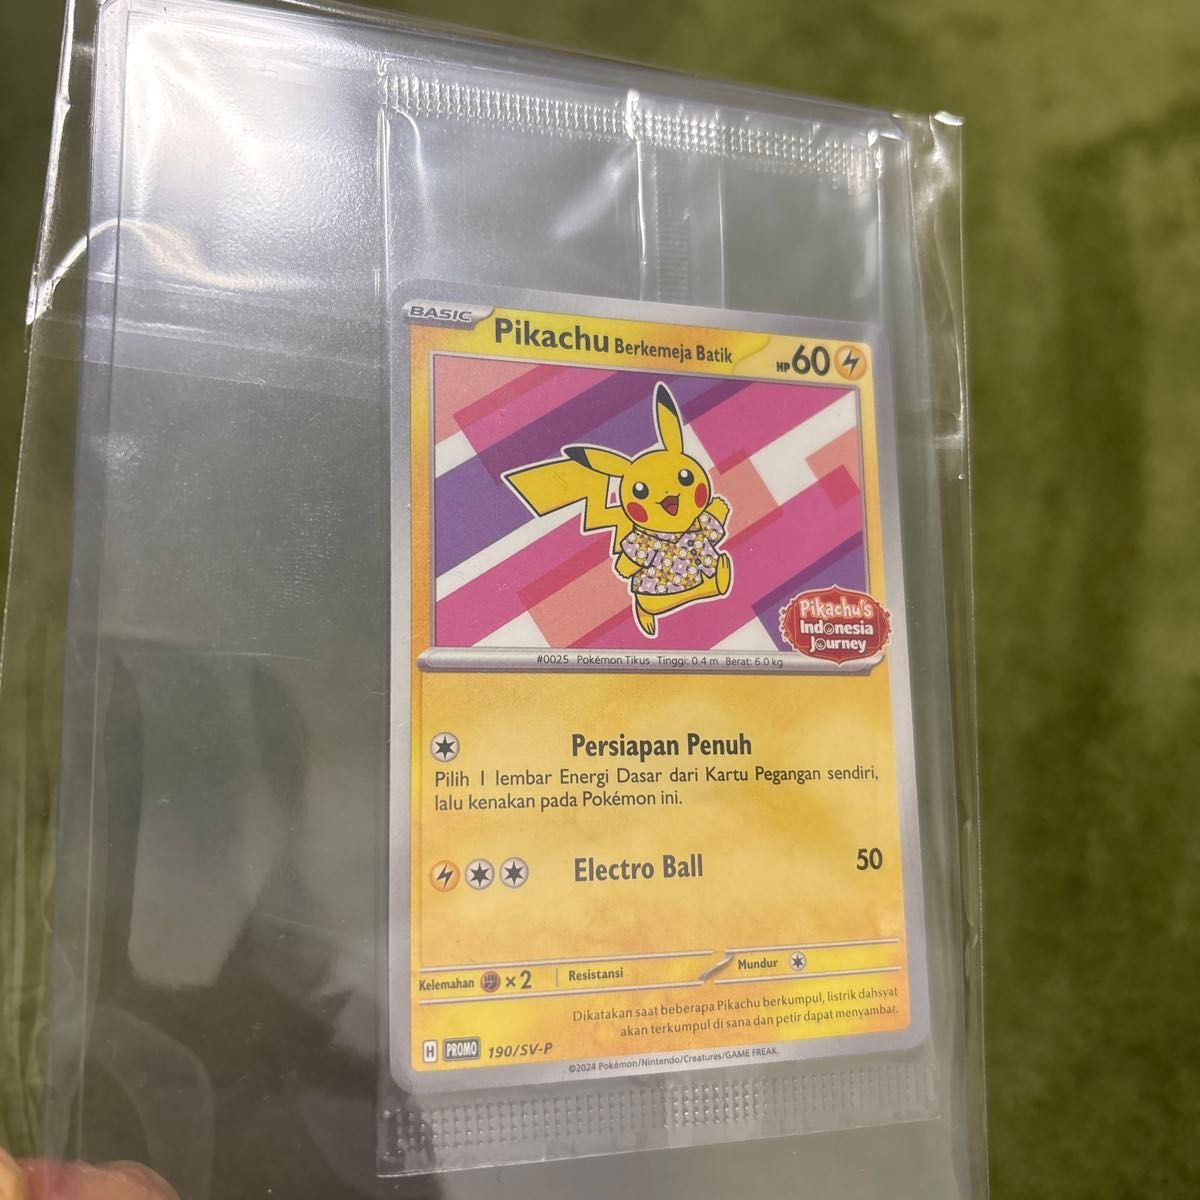 BASIC
Pikachu Berkemeja Batik
HP60
Pikachu's
Indonesia
Journey
#0025 Pokémon Tikus Tinggi: 0.4 m Berat: 6.0 kg
Persiapan Penuh
Pilih 1 lembar Energi Dasar dari Kartu Pegangan sendiri,
lalu kenakan pada Pokémon ini.
Electro Ball 50
Kelemahan ×2 Resistansi Mundur
Dikatakan saat beberapa Pikachu berkumpul, listrik dahsyat
akan terkumpul di sana dan petir dapat menyambar.
H PROMO 190/SV-P
©2024 Pokémon/Nintendo/Creatures/GAME FREAK.